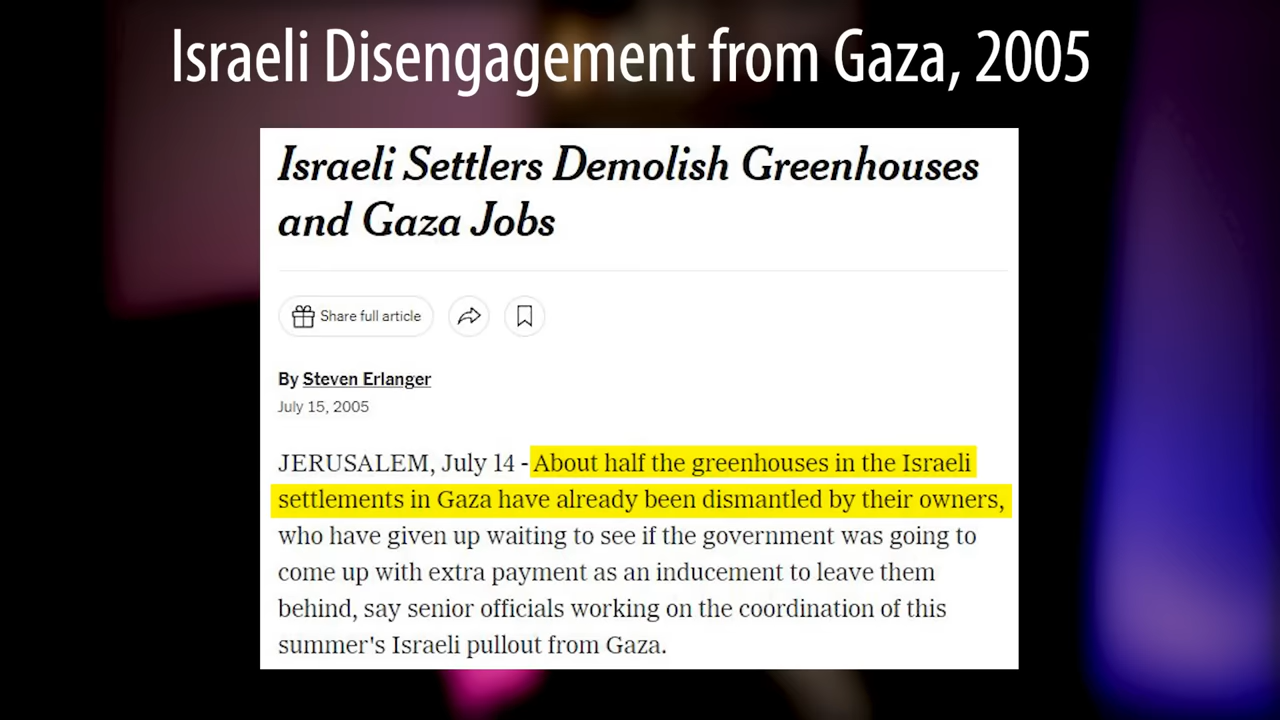 Israeli Disengagement from Gaza, 2005
Israeli Settlers Demolish Greenhouses
and Gaza Jobs
Share full article
By Steven Erlanger
July 15, 2005
JERUSALEM, July 14 - About half the greenhouses in the Israeli
settlements in Gaza have already been dismantled by their owners,
who have given up waiting to see if the government was going to
come up with extra payment as an inducement to leave them
behind, say senior officials working on the coordination of this
summer's Israeli pullout from Gaza.